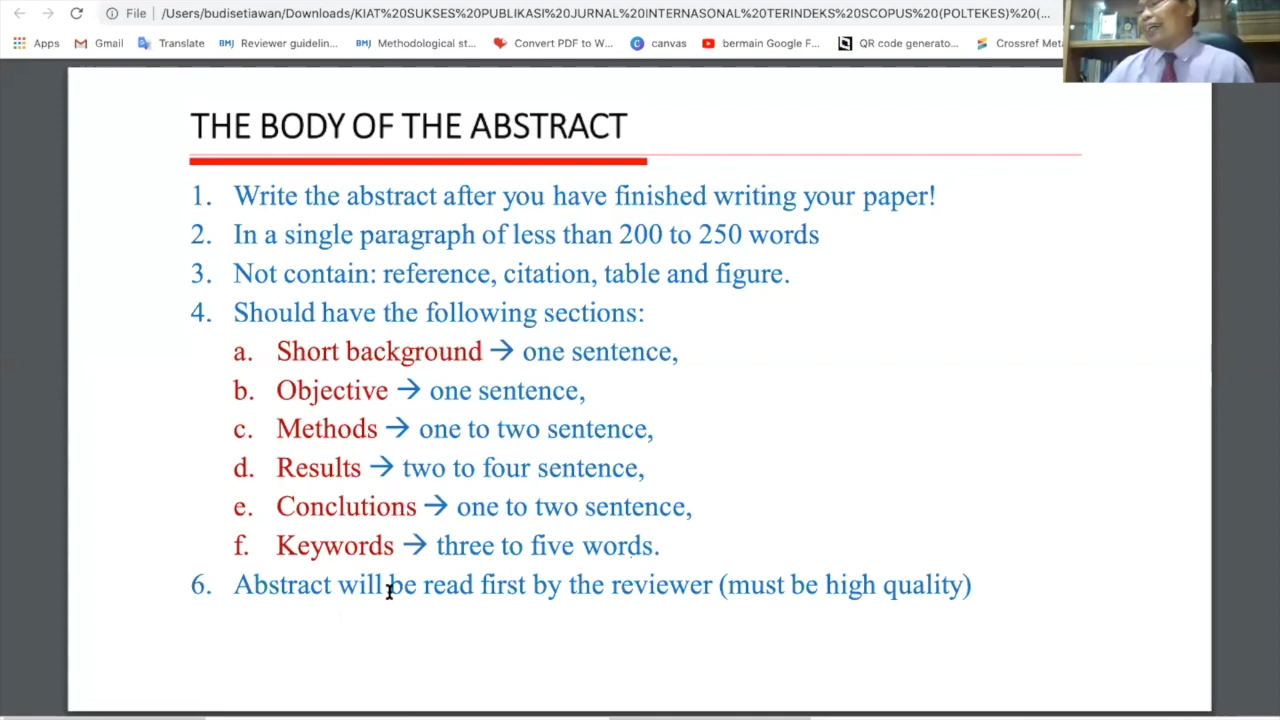 File
/Users/budisetiawan/Downloads/KIAT%20SUKSES%20PUBLIKASI%20JURNAL%20INTERNASONAL%20TERINDEKS%20SCOPUS%20(POLTEKES)%20(...
Apps Gmail Translate BMJ Reviewer guidelin... BMJ Methodological st... Convert PDF to W... C canvas bermain Google F... QR code generato... Crossref Meta
THE BODY OF THE ABSTRACT
1. Write the abstract after you have finished writing your paper!
2. In a single paragraph of less than 200 to 250 words
3. Not contain: reference, citation, table and figure.
4. Should have the following sections:
a. Short background → one sentence,
b. Objective → one sentence,
c. Methods → one to two sentence,
d. Results → two to four sentence,
e. Conclutions → one to two sentence,
f. Keywords → three to five words.
6. Abstract will be read first by the reviewer (must be high quality)